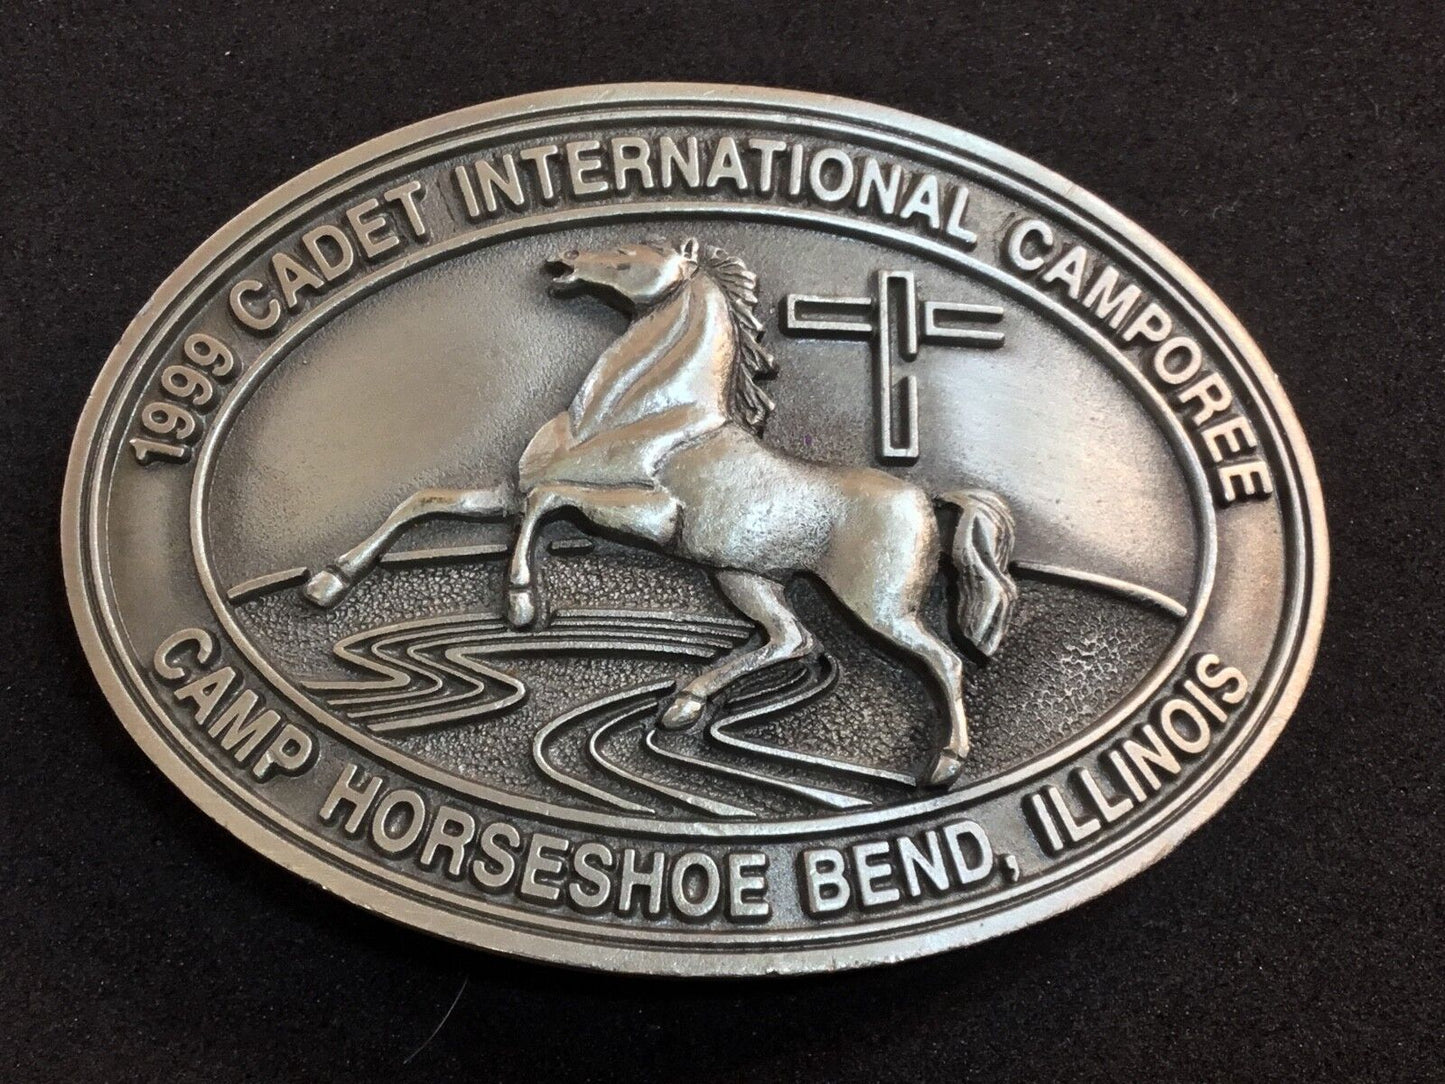 1999 CADET INTERNATIONAL CAMPOREE
CAMP HORSESHOE BEND, ILLINOIS